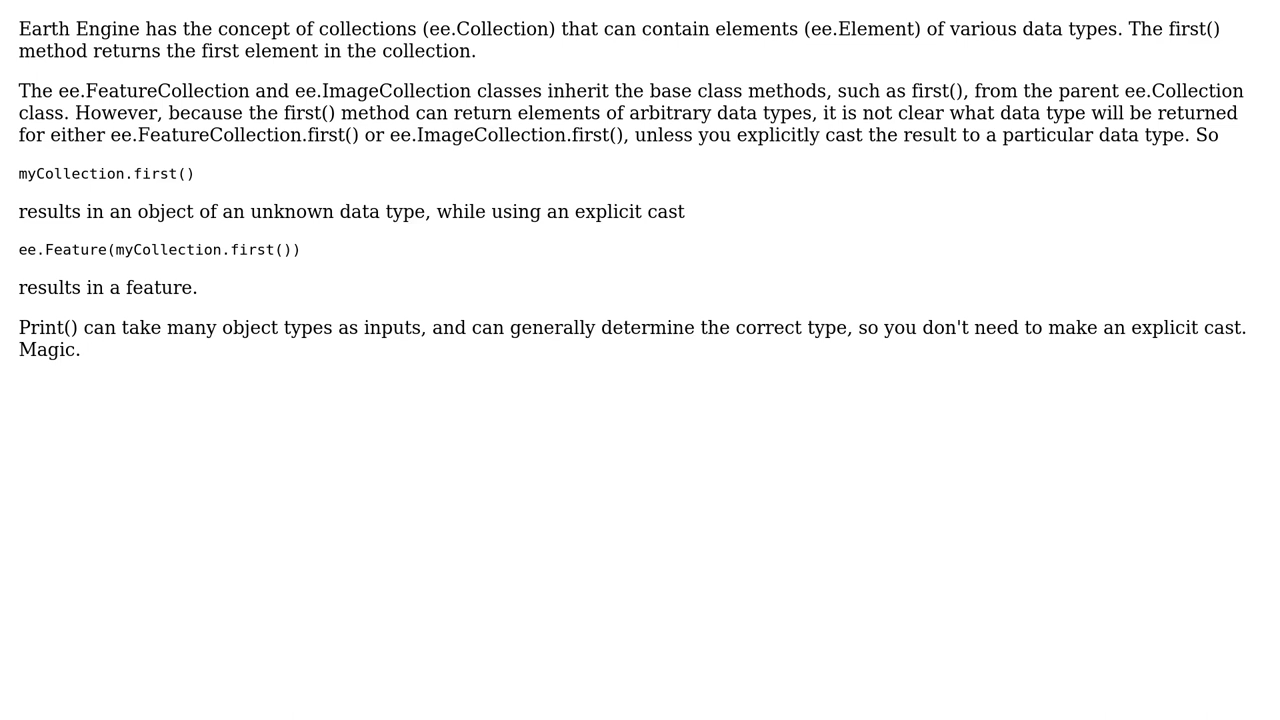 Earth Engine has the concept of collections (ee.Collection) that can contain elements (ee.Element) of various data types. The first()
method returns the first element in the collection.
The ee.FeatureCollection and ee.ImageCollection classes inherit the base class methods, such as first(), from the parent ee.Collection
class. However, because the first() method can return elements of arbitrary data types, it is not clear what data type will be returned
for either ee.FeatureCollection.first() or ee.ImageCollection.first(), unless you explicitly cast the result to a particular data type. So
myCollection.first()
results in an object of an unknown data type, while using an explicit cast
ee.Feature(myCollection.first())
results in a feature.
Print() can take many object types as inputs, and can generally determine the correct type, so you don't need to make an explicit cast.
Magic.